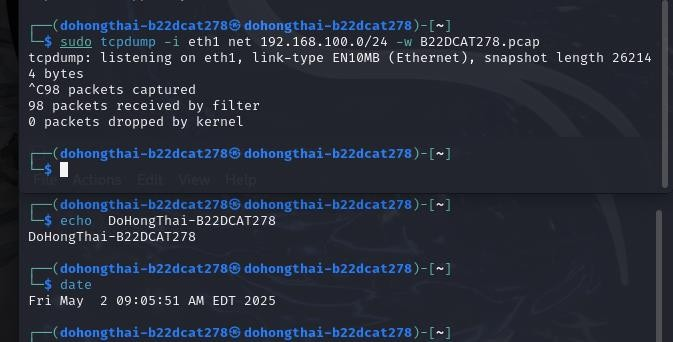 ┌──(dohongthai-b22dcat278㉿dohongthai-b22dcat278)-[~]
└─$ sudo tcpdump -i eth1 net 192.168.100.0/24 -w B22DCAT278.pcap
tcpdump: listening on eth1, link-type EN10MB (Ethernet), snapshot length 26214
4 bytes
^C98 packets captured
98 packets received by filter
0 packets dropped by kernel
┌──(dohongthai-b22dcat278㉿dohongthai-b22dcat278)-[~]
└─$
File Actions Edit View Help
┌──(dohongthai-b22dcat278㉿dohongthai-b22dcat278)-[~]
└─$ echo  DoHongThai-B22DCAT278
DoHongThai-B22DCAT278
┌──(dohongthai-b22dcat278㉿dohongthai-b22dcat278)-[~]
└─$ date
Fri May  2 09:05:51 AM EDT 2025
┌──(dohongthai-b22dcat278㉿dohongthai-b22dcat278)-[~]